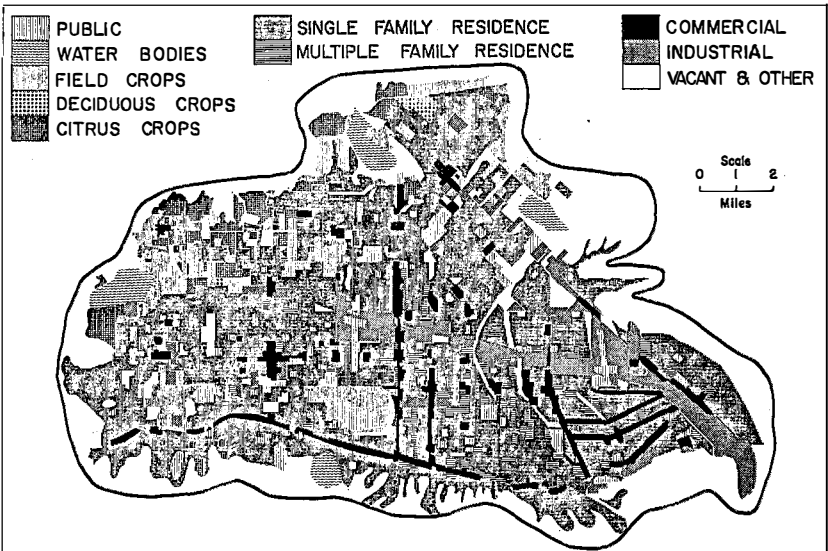 PUBLIC
WATER BODIES
FIELD CROPS
DECIDUOUS CROPS
CITRUS CROPS
SINGLE FAMILY RESIDENCE
MULTIPLE FAMILY RESIDENCE
COMMERCIAL
INDUSTRIAL
VACANT & OTHER
Scale
0 1 2
Miles